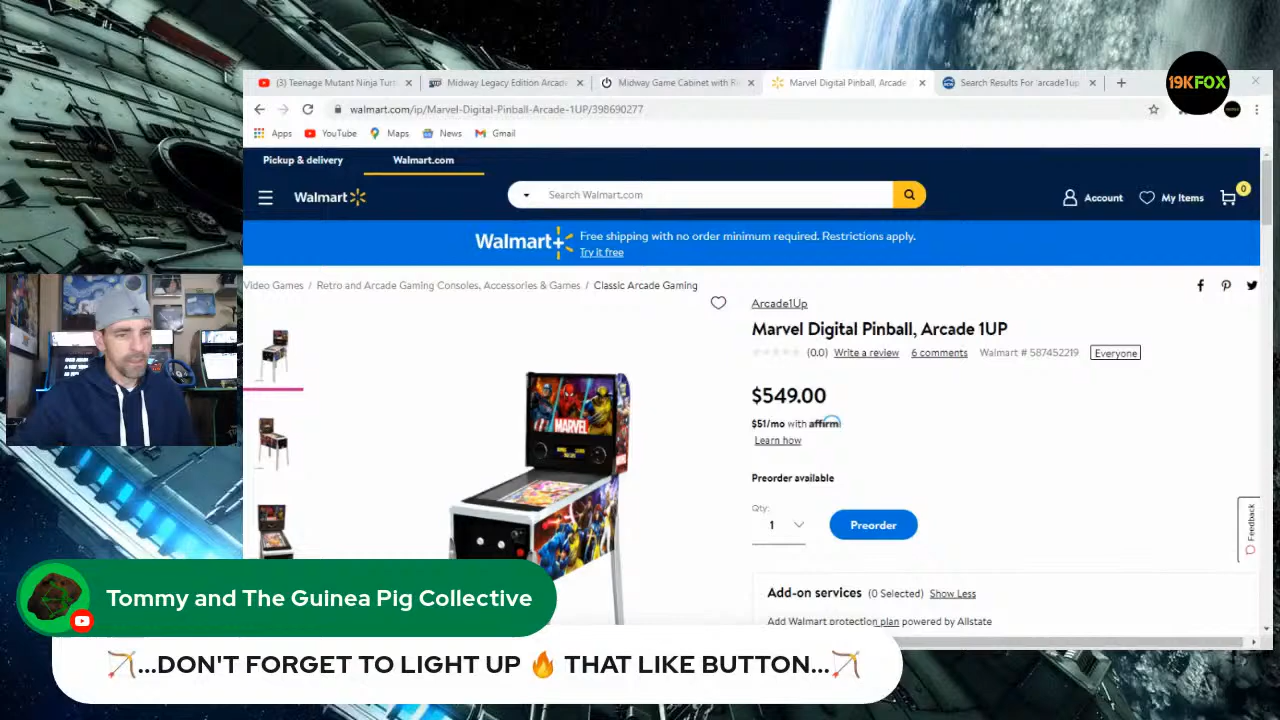 19KFOX
(3) Teenage Mutant Ninja Turt
Midway Legacy Edition Arcade
Midway Game Cabinet with Ri
Marvel Digital Pinball, Arcade
Search Results For 'arcade1up
walmart.com/ip/Marvel-Digital-Pinball-Arcade-1UP/398690277
Apps
YouTube
Maps
News
Gmail
Pickup & delivery
Walmart.com
Walmart
Search Walmart.com
Account
My Items
0
Walmart+
Free shipping with no order minimum required. Restrictions apply.
Try it free
Video Games / Retro and Arcade Gaming Consoles, Accessories & Games / Classic Arcade Gaming
Arcade1Up
Marvel Digital Pinball, Arcade 1UP
(0.0) Write a review 6 comments Walmart # 587452219 Everyone
$549.00
$51/mo with affirm
Learn how
Preorder available
Qty:
1
Preorder
MARVEL
Feedback
Add-on services (0 Selected) Show Less
Add Walmart protection plan powered by Allstate
Tommy and The Guinea Pig Collective
🏹...DON'T FORGET TO LIGHT UP 🔥 THAT LIKE BUTTON...🏹